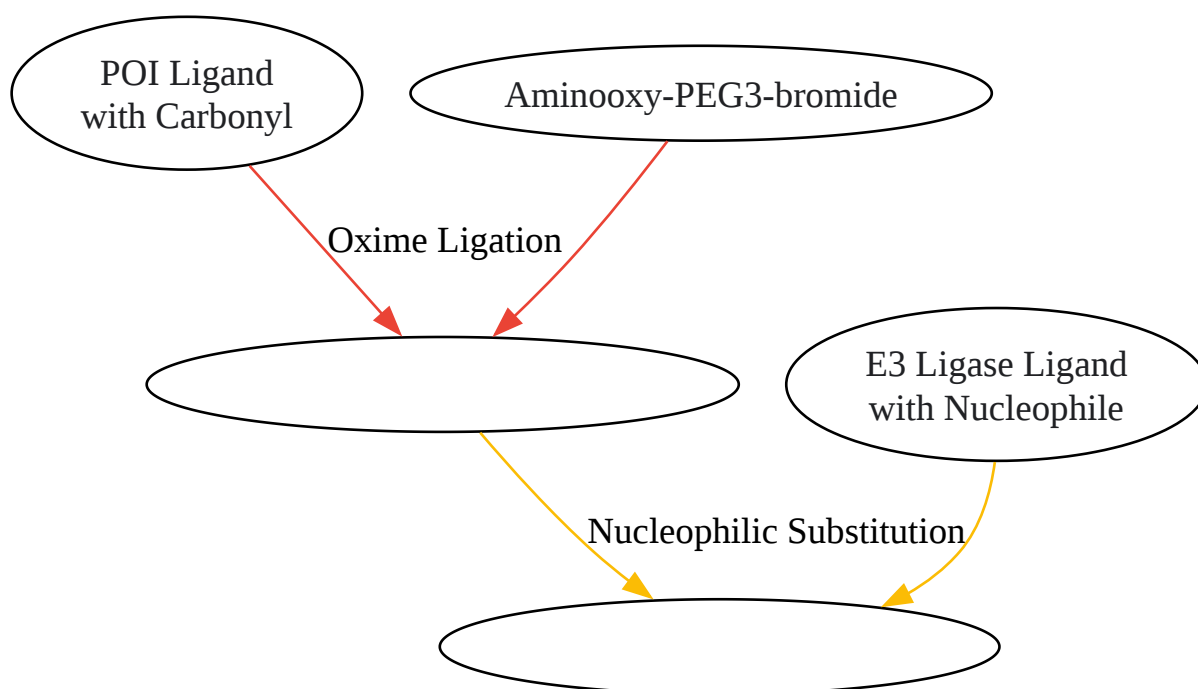 POI Ligand
with Carbonyl
Aminooxy-PEG3-bromide
Oxime Ligation
E3 Ligase Ligand
with Nucleophile
Nucleophilic Substitution